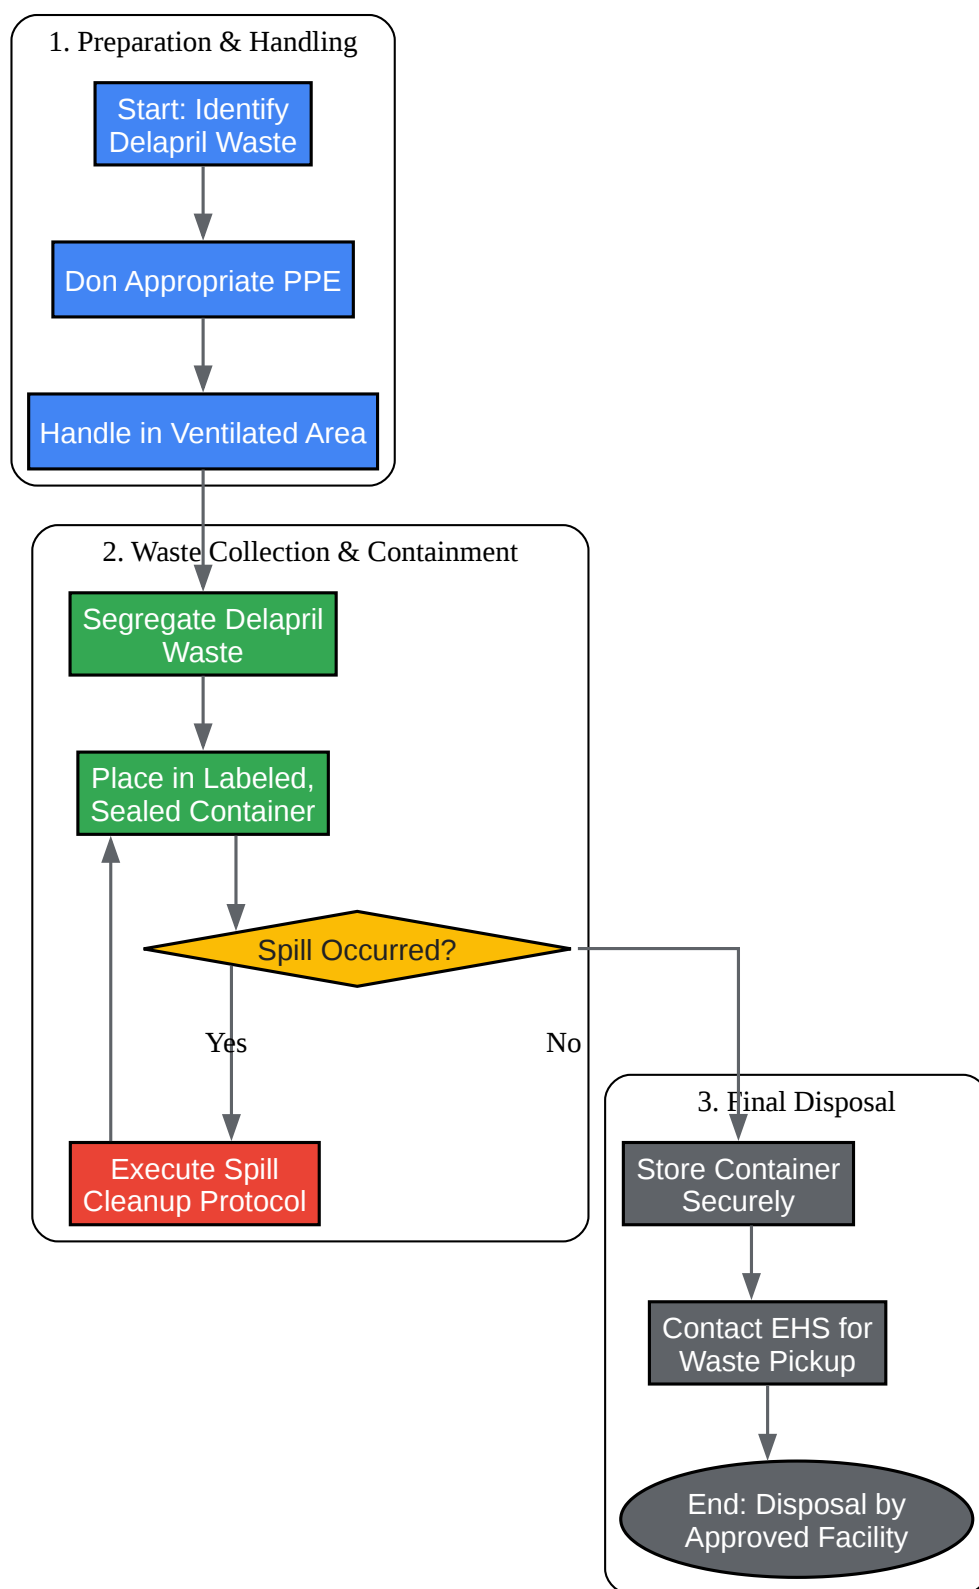 1. Preparation & Handling
Start: Identify
Delapril Waste
Don Appropriate PPE
Handle in Ventilated Area
2. Waste Collection & Containment
Segregate Delapril
Waste
Place in Labeled,
Sealed Container
Spill Occurred?
Yes
No
Execute Spill
Cleanup Protocol
3. Final Disposal
Store Container
Securely
Contact EHS for
Waste Pickup
End: Disposal by
Approved Facility